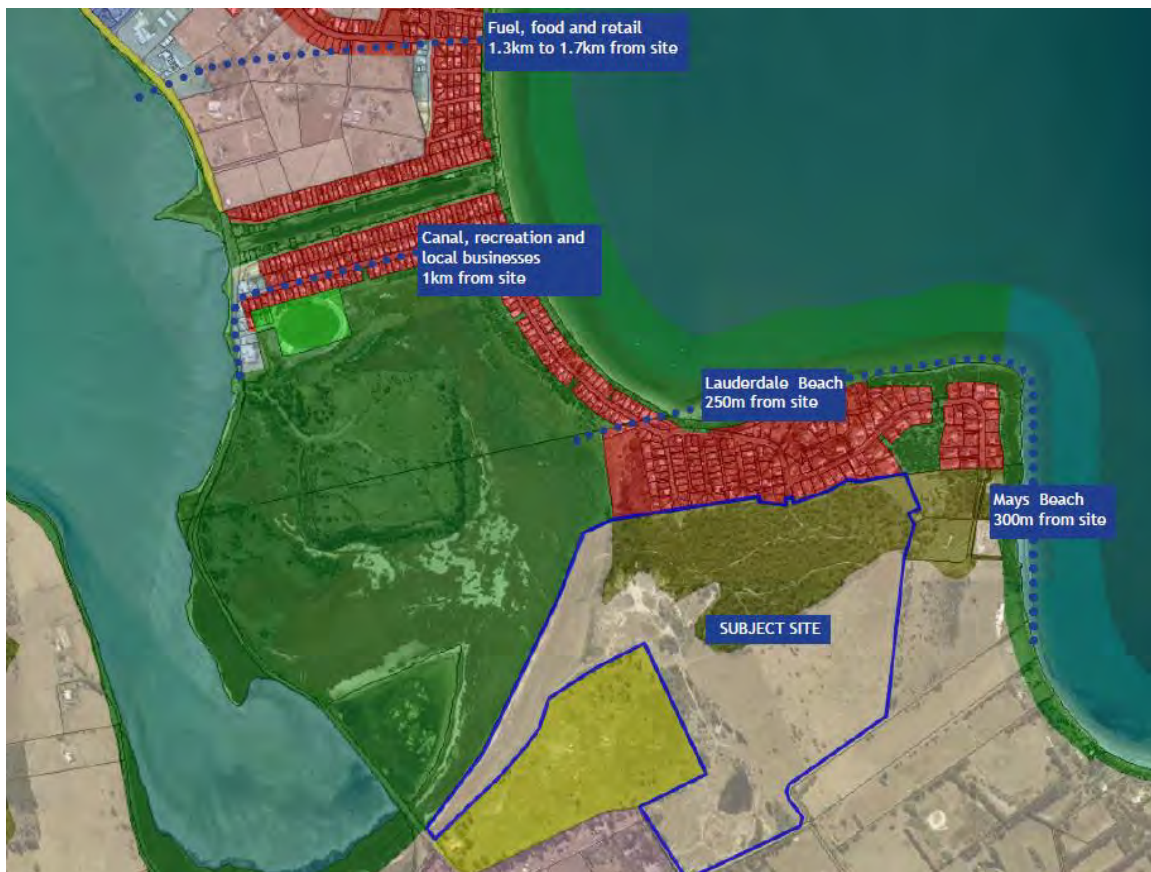 Fuel, food and retail
1.3km to 1.7km from site
Canal, recreation and
local businesses
1km from site
Lauderdale Beach
250m from site
Mays Beach
300m from site
SUBJECT SITE